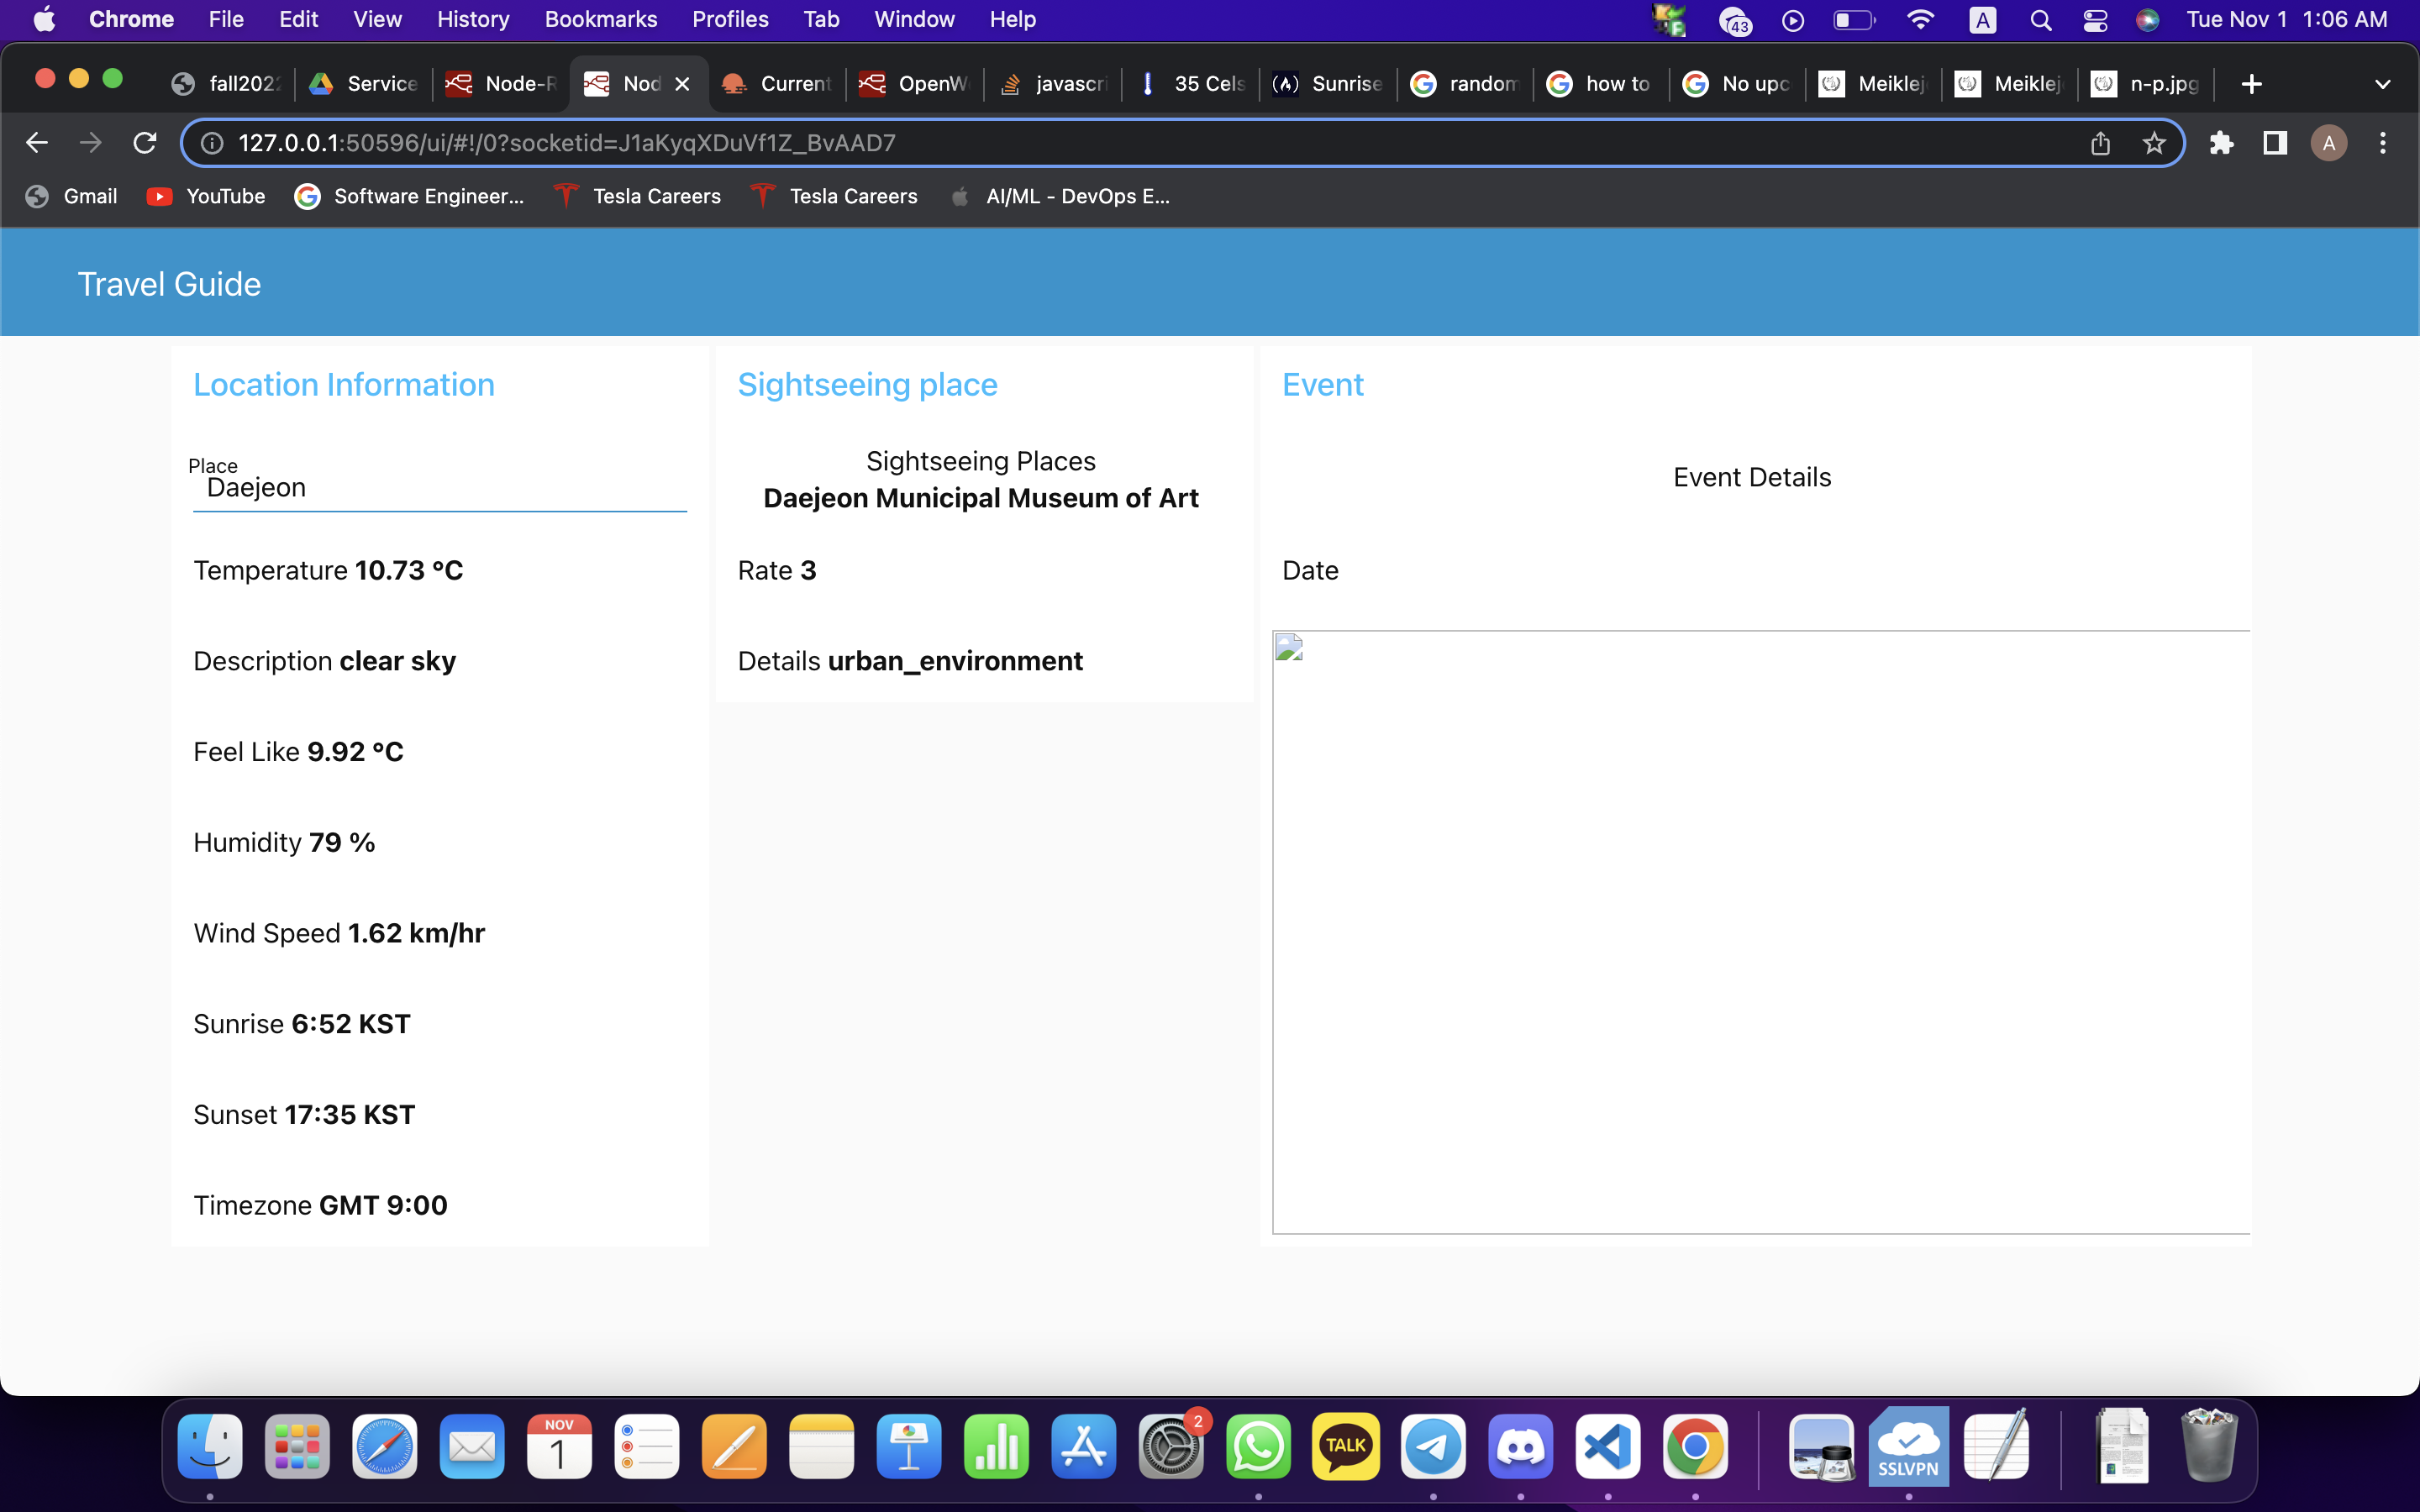 Chrome File Edit View History Bookmarks Profiles Tab Window Help 43 A Tue Nov 1 1:06 AM
fall202 Service Node-R Nod Current OpenW javascri 35 Cels Sunrise random how to No upc Meiklej Meiklej n-p.jpg
127.0.0.1:50596/ui/#!/0?socketid=J1aKyqXDuVf1Z_BvAAD7 A
Gmail YouTube Software Engineer... Tesla Careers Tesla Careers AI/ML - DevOps E...
Travel Guide
Location Information
Place
Daejeon
Temperature 10.73 °C
Description clear sky
Feel Like 9.92 °C
Humidity 79 %
Wind Speed 1.62 km/hr
Sunrise 6:52 KST
Sunset 17:35 KST
Timezone GMT 9:00
Sightseeing place
Sightseeing Places
Daejeon Municipal Museum of Art
Rate 3
Details urban_environment
Event
Event Details
Date
NOV
1
2
TALK
SSLVPN